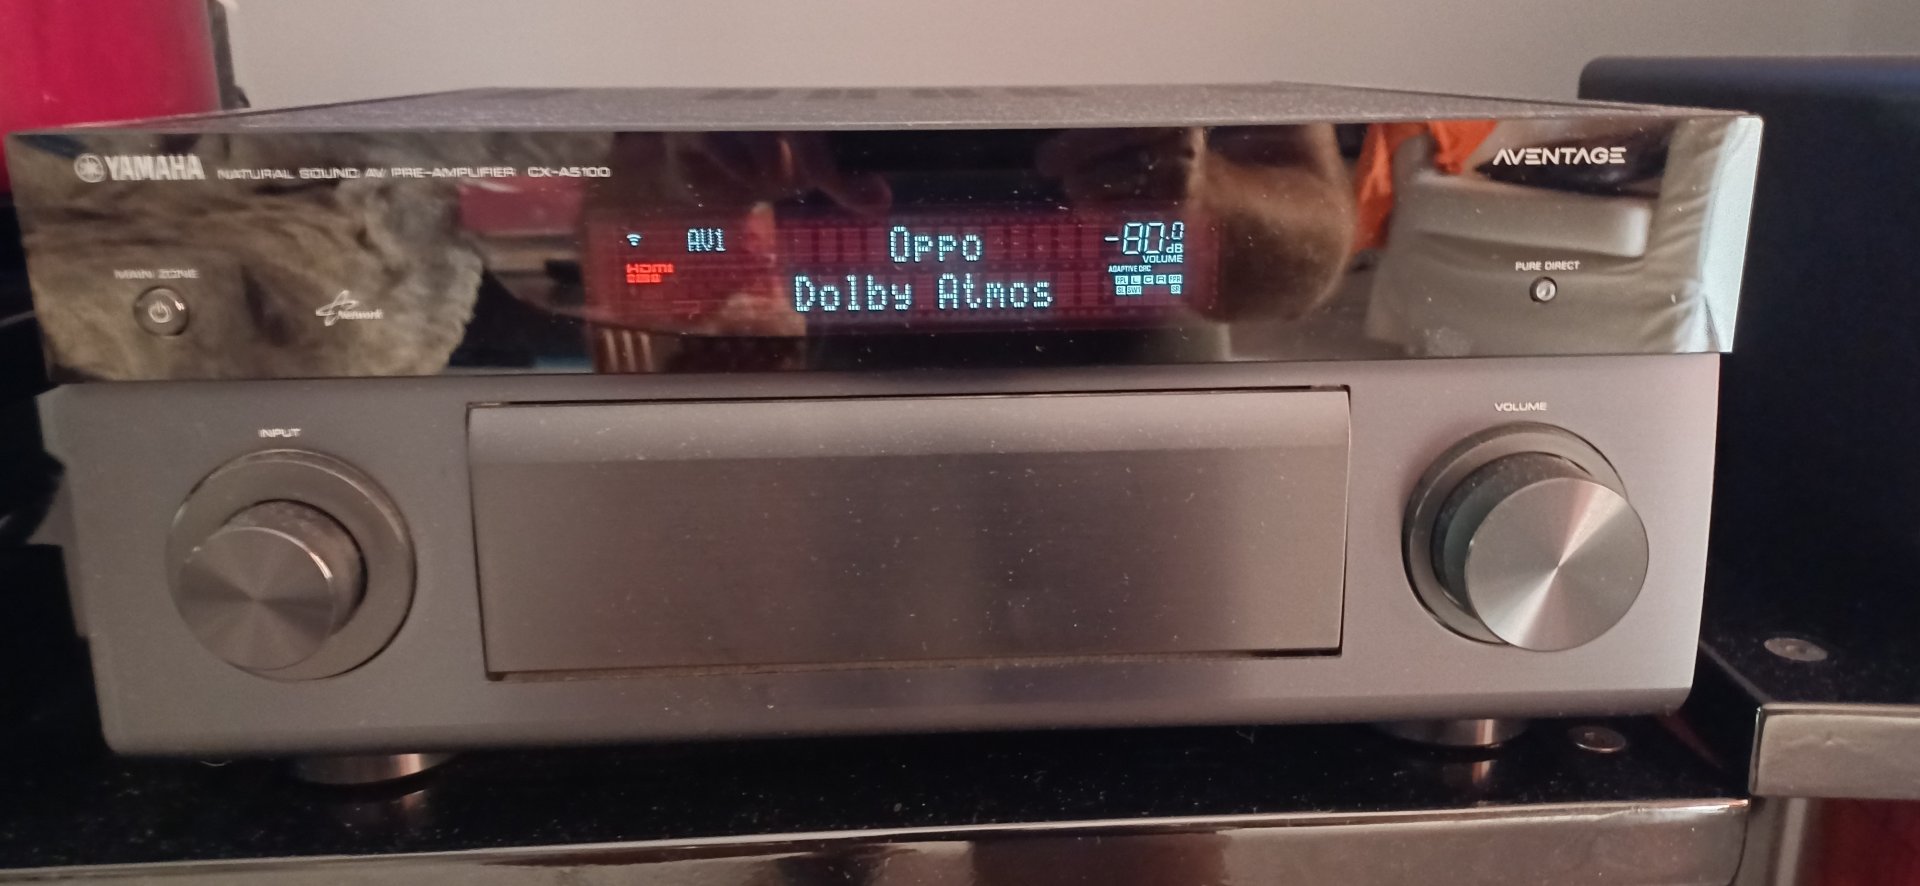 YAMAHA NATURAL SOUND AV PRE-AMPLIFIER CX-A5100
AVENTAGE
AV1
Oppo
-80.0
dB
VOLUME
HDMI
ADAPTIVE DRC
Dolby Atmos
L C R
MAIN ZONE
Network
PURE DIRECT
INPUT
VOLUME